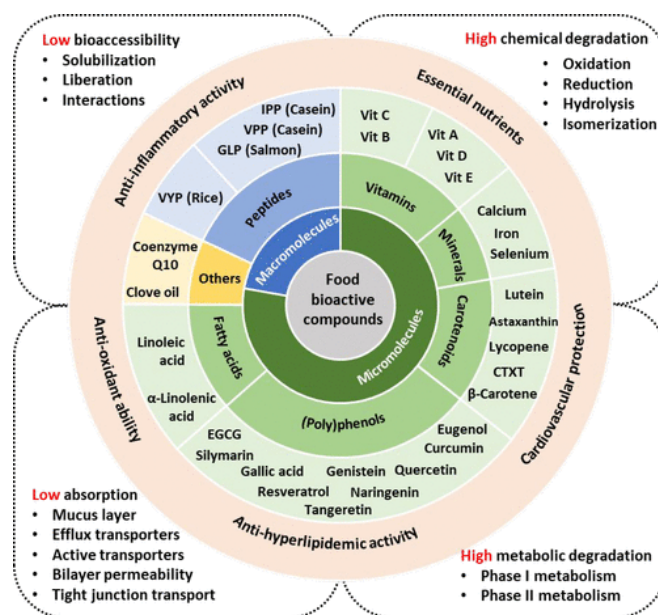 Low bioaccessibility
• Solubilization
• Liberation
• Interactions
High chemical degradation
• Oxidation
• Reduction
• Hydrolysis
• Isomerization
Anti-inflammatory activity
Essential nutrients
Cardiovascular protection
Anti-hyperlipidemic activity
Anti-oxidant ability
IPP (Casein)
VPP (Casein)
GLP (Salmon)
VYP (Rice)
Peptides
Macromolecules
Vit C
Vit B
Vit A
Vit D
Vit E
Vitamins
Calcium
Iron
Selenium
Minerals
Lutein
Astaxanthin
Lycopene
CTXT
β-Carotene
Carotenoids
Micromolecules
Food
bioactive
compounds
Coenzyme
Q10
Clove oil
Others
Linoleic
acid
α-Linolenic
acid
Fatty acids
(Poly)phenols
EGCG
Silymarin
Gallic acid
Resveratrol
Tangeretin
Genistein
Naringenin
Quercetin
Eugenol
Curcumin
Low absorption
• Mucus layer
• Efflux transporters
• Active transporters
• Bilayer permeability
• Tight junction transport
High metabolic degradation
• Phase I metabolism
• Phase II metabolism